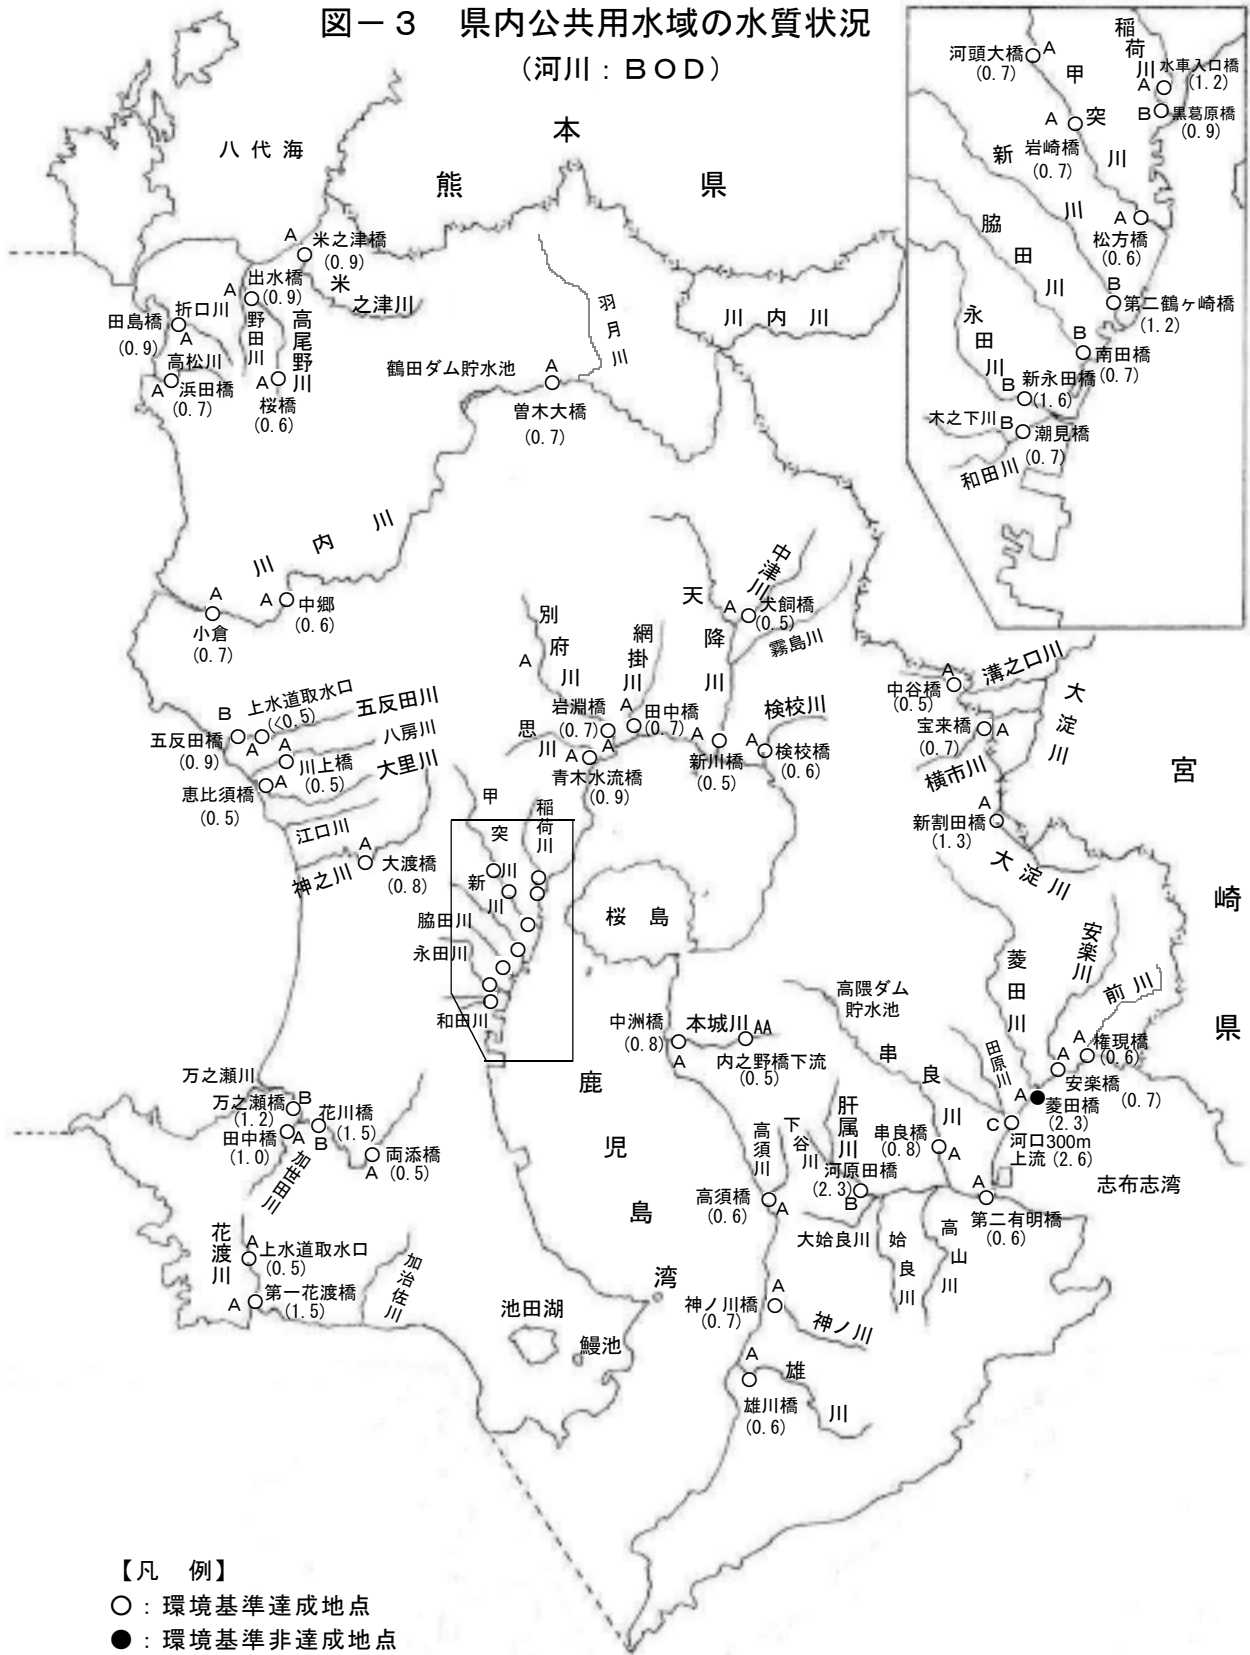 図－３　県内公共用水域の水質状況
（河川：ＢＯＤ）
八代海
熊
本
県
A
米之津橋
(0.9)
米
之津川
A
出水橋
(0.9)
野田川
高尾野川
A
桜橋
(0.6)
折口川
田島橋
A
(0.9)
高松川
A
浜田橋
(0.7)
羽月川
鶴田ダム貯水池
A
曽木大橋
(0.7)
川内川
川内川
A
小倉
(0.7)
A
中郷
(0.6)
河頭大橋
A
(0.7)
甲突川
稲荷川
水車入口橋
A
(1.2)
B
黒葛原橋
(0.9)
A
岩崎橋
(0.7)
新川
A
松方橋
(0.6)
脇田川
B
第二鶴ヶ崎橋
(1.2)
永田川
B
南田橋
(0.7)
B
新永田橋
(1.6)
木之下川
B
潮見橋
(0.7)
和田川
天降川
中津川
A
犬飼橋
(0.5)
霧島川
別府川
A
網掛川
岩淵橋
(0.7)
A
A
田中橋
(0.7)
思川
A
青木水流橋
(0.9)
A
新川橋
(0.5)
検校川
A
検校橋
(0.6)
上水道取水口
(<0.5)
五反田川
B
五反田橋
(0.9)
A
八房川
A
川上橋
(0.5)
大里川
A
恵比須橋
(0.5)
江口川
神之川
A
大渡橋
(0.8)
中谷橋
(0.5)
A
溝之口川
大淀川
宝来橋
(0.7)
A
横市川
A
新割田橋
(1.3)
大淀川
宮
崎
県
甲突川
稲荷川
新川
脇田川
永田川
和田川
桜島
中洲橋
(0.8)
A
本城川
AA
内之野橋下流
(0.5)
高隈ダム
貯水池
串良川
菱田川
安楽川
前川
田原川
A
権現橋
(0.6)
A
安楽橋
(0.7)
A
菱田橋
(2.3)
C
河口300m
上流(2.6)
志布志湾
串良橋
(0.8)
A
肝属川
下谷川
高須川
河原田橋
(2.3)
B
高須橋
(0.6)
A
大姶良川
姶良川
高山川
A
第二有明橋
(0.6)
鹿
児
島
湾
万之瀬川
万之瀬橋
(1.2)
B
花川橋
(1.5)
B
田中橋
(1.0)
A
加世田川
両添橋
(0.5)
A
花渡川
A
上水道取水口
(0.5)
A
第一花渡橋
(1.5)
加治佐川
池田湖
鰻池
神ノ川橋
(0.7)
A
神ノ川
A
雄川
雄川橋
(0.6)
【凡　例】
○：環境基準達成地点
●：環境基準非達成地点